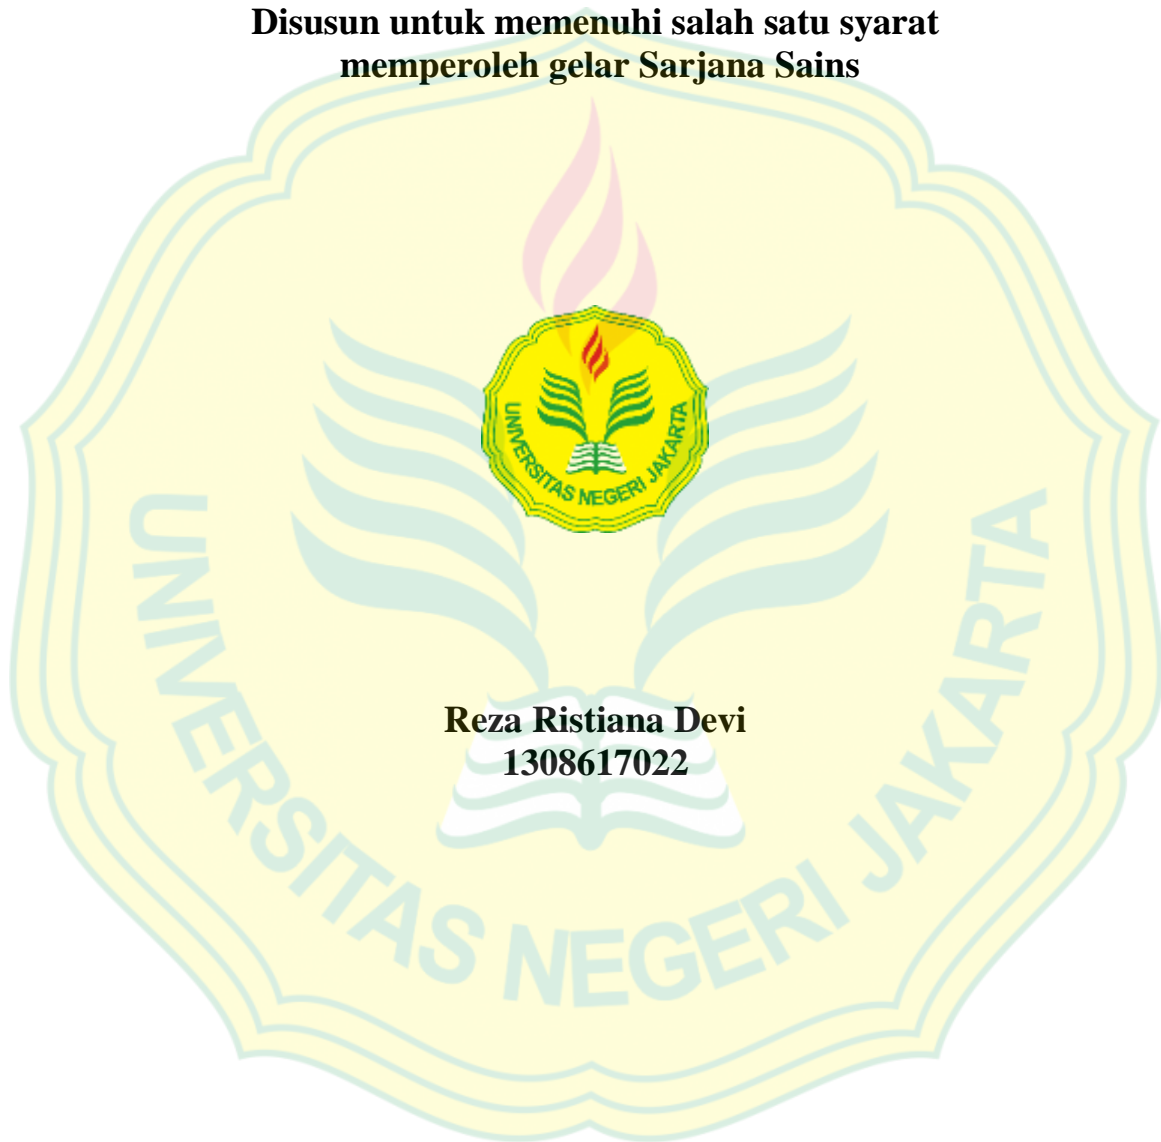 Disusun untuk memenuhi salah satu syarat
memperoleh gelar Sarjana Sains
UNIVERSITAS NEGERI JAKARTA
Reza Ristiana Devi
1308617022
UNIVERSITAS NEGERI JAKARTA